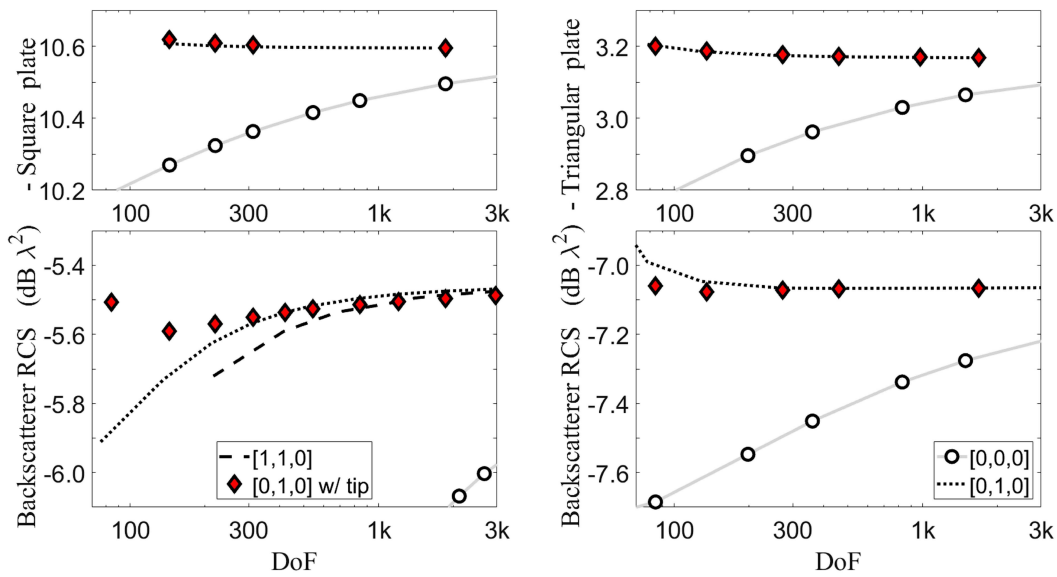 10.6
10.4
10.2
100
300
1k
3k
- Square plate
3.2
3.0
2.8
100
300
1k
3k
- Triangular plate
-5.4
-5.6
-5.8
-6.0
100
300
1k
3k
DoF
Backscatterer RCS (dB λ²)
[1,1,0]
[0,1,0] w/ tip
-7.0
-7.2
-7.4
-7.6
100
300
1k
3k
DoF
Backscatterer RCS (dB λ²)
[0,0,0]
[0,1,0]